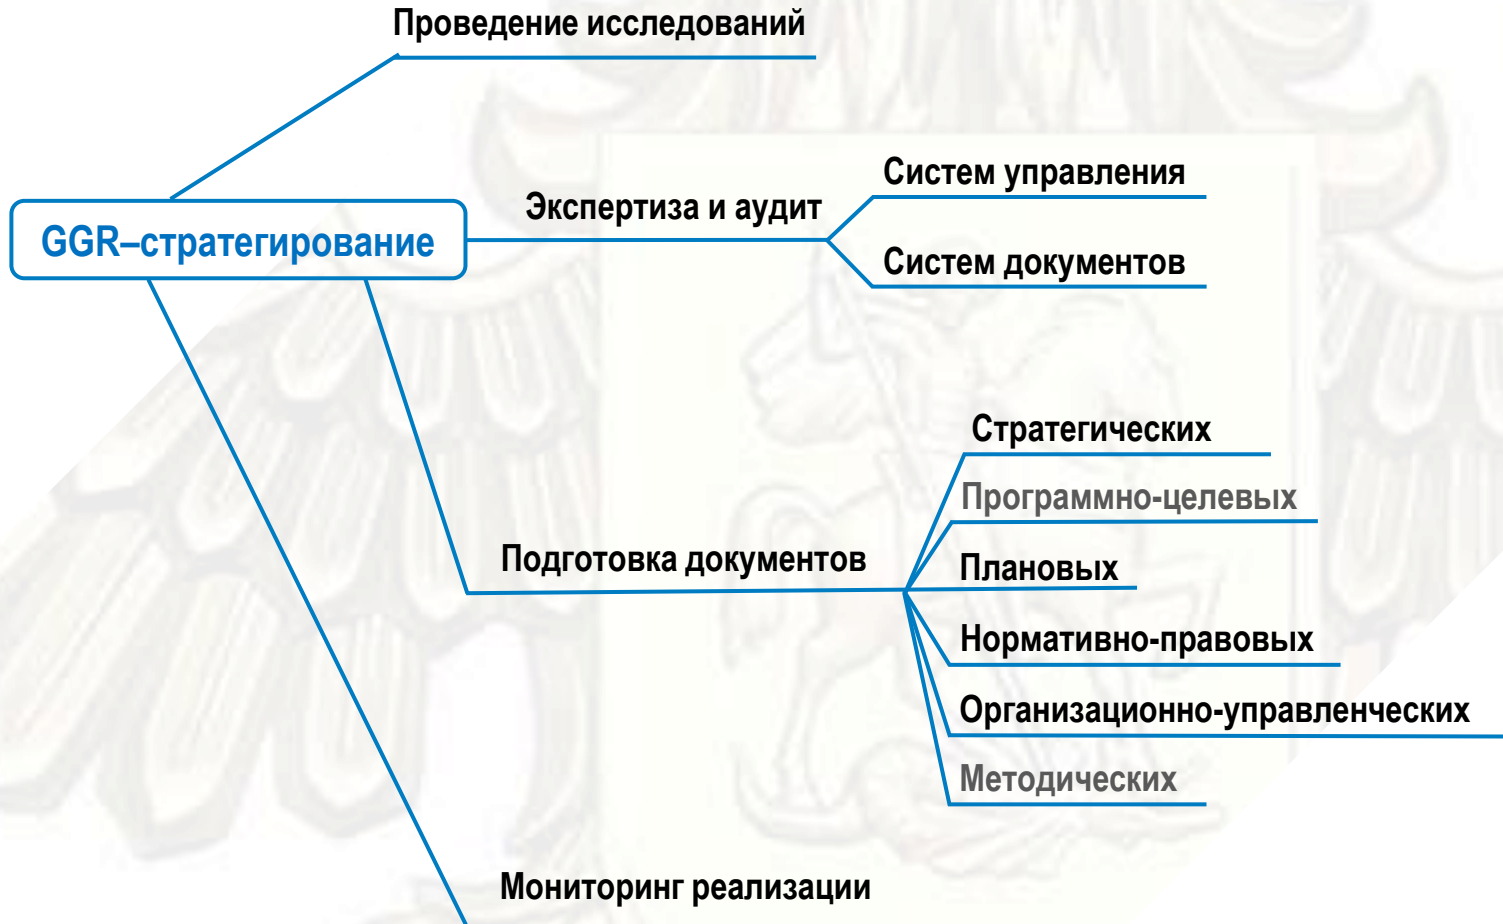 Проведение исследований
GGR–стратегирование
Экспертиза и аудит
Систем управления
Систем документов
Подготовка документов
Стратегических
Программно-целевых
Плановых
Нормативно-правовых
Организационно-управленческих
Методических
Мониторинг реализации